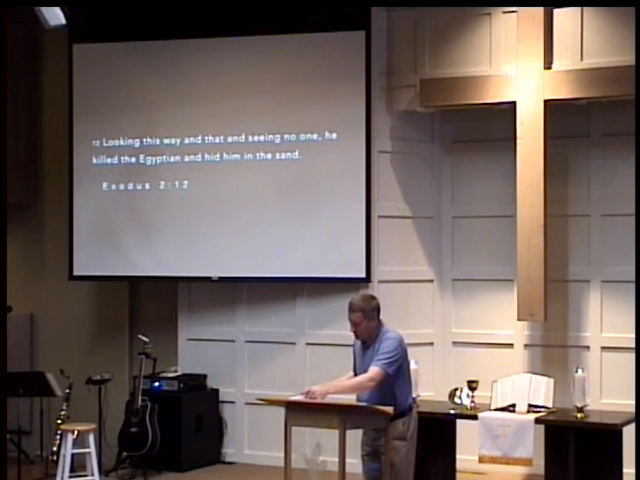 12 Looking this way and that and seeing no one, he
killed the Egyptian and hid him in the sand.
Exodus 2:12